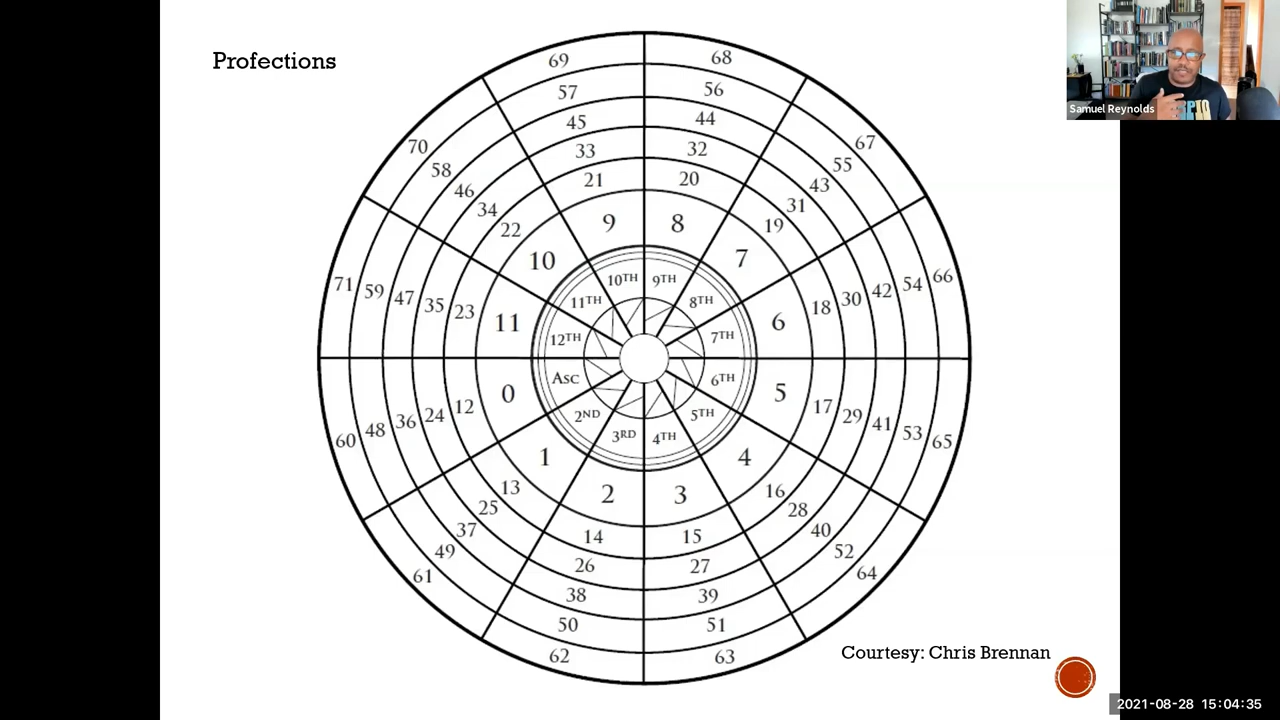 Profections
69 68
57 56
45 44
33 32
21 20
9 8
70 58 46 34 22 10
7 19 31 43 55 67
71 59 47 35 23 11
6 18 30 42 54 66
10TH 9TH
11TH 8TH
12TH 7TH
ASC 6TH
2ND 5TH
3RD 4TH
60 48 36 24 12 0
5 17 29 41 53 65
1 13 25 37 49 61
4 16 28 40 52 64
2 3
14 15
26 27
38 39
50 51
62 63
Courtesy: Chris Brennan
Samuel Reynolds
2021-08-28 15:04:35